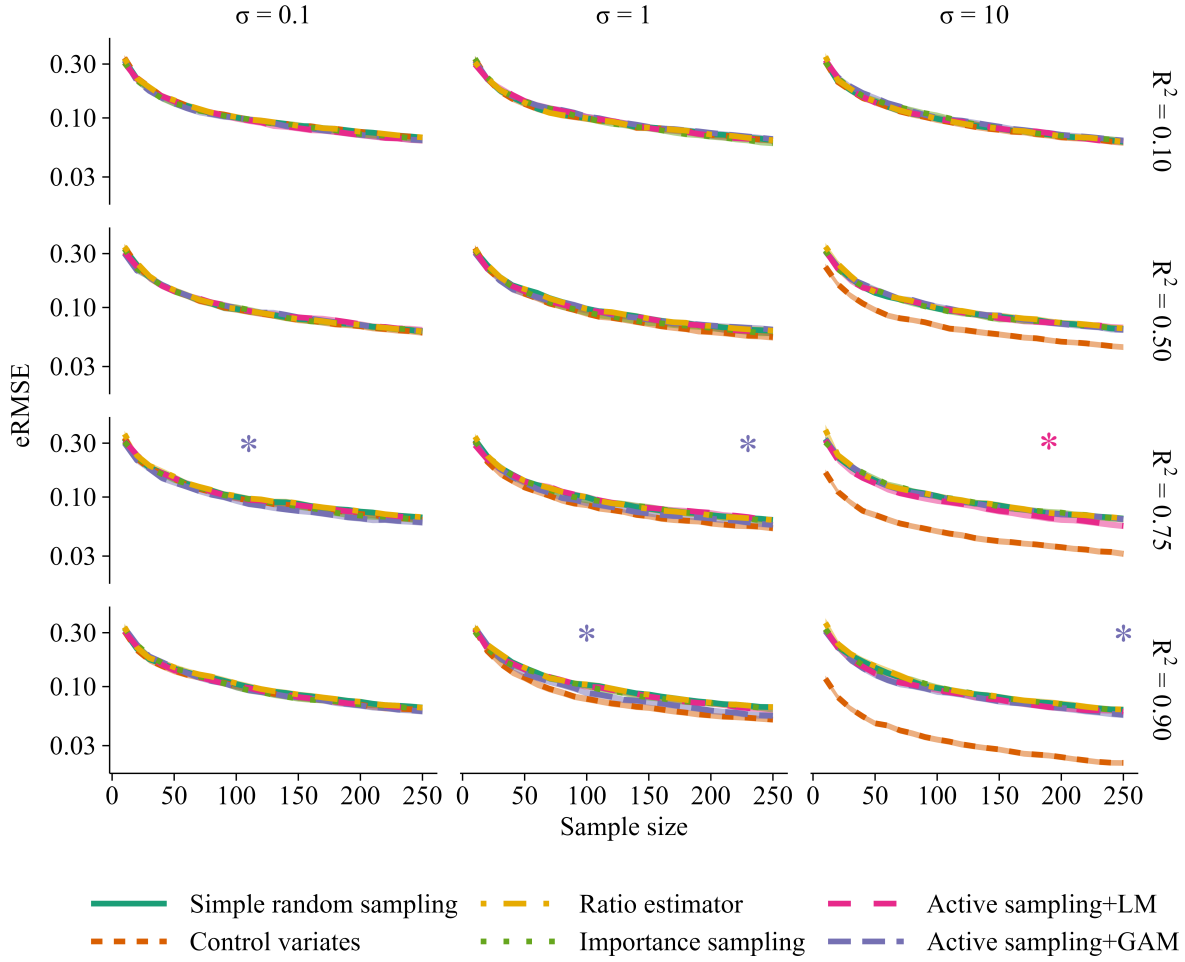 σ = 0.1 σ = 1 σ = 10
0.30
0.10
0.03
R² = 0.10
0.30
0.10
0.03
R² = 0.50
eRMSE
0.30
0.10
0.03
* * *
R² = 0.75
0.30
0.10
0.03
* *
R² = 0.90
0 50 100 150 200 250 0 50 100 150 200 250 0 50 100 150 200 250
Sample size
Simple random sampling Ratio estimator Active sampling+LM
Control variates Importance sampling Active sampling+GAM